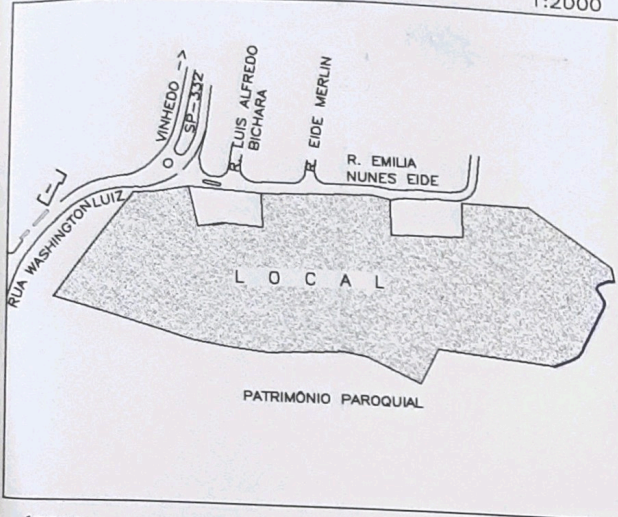 1:2000
VINHEDO ->
SP-332
R. LUIS ALFREDO
BICHARA
R. EIDE MERLIN
R. EMILIA
NUNES EIDE
RUA WASHINGTON LUIZ
L O C A L
PATRIMÔNIO PAROQUIAL